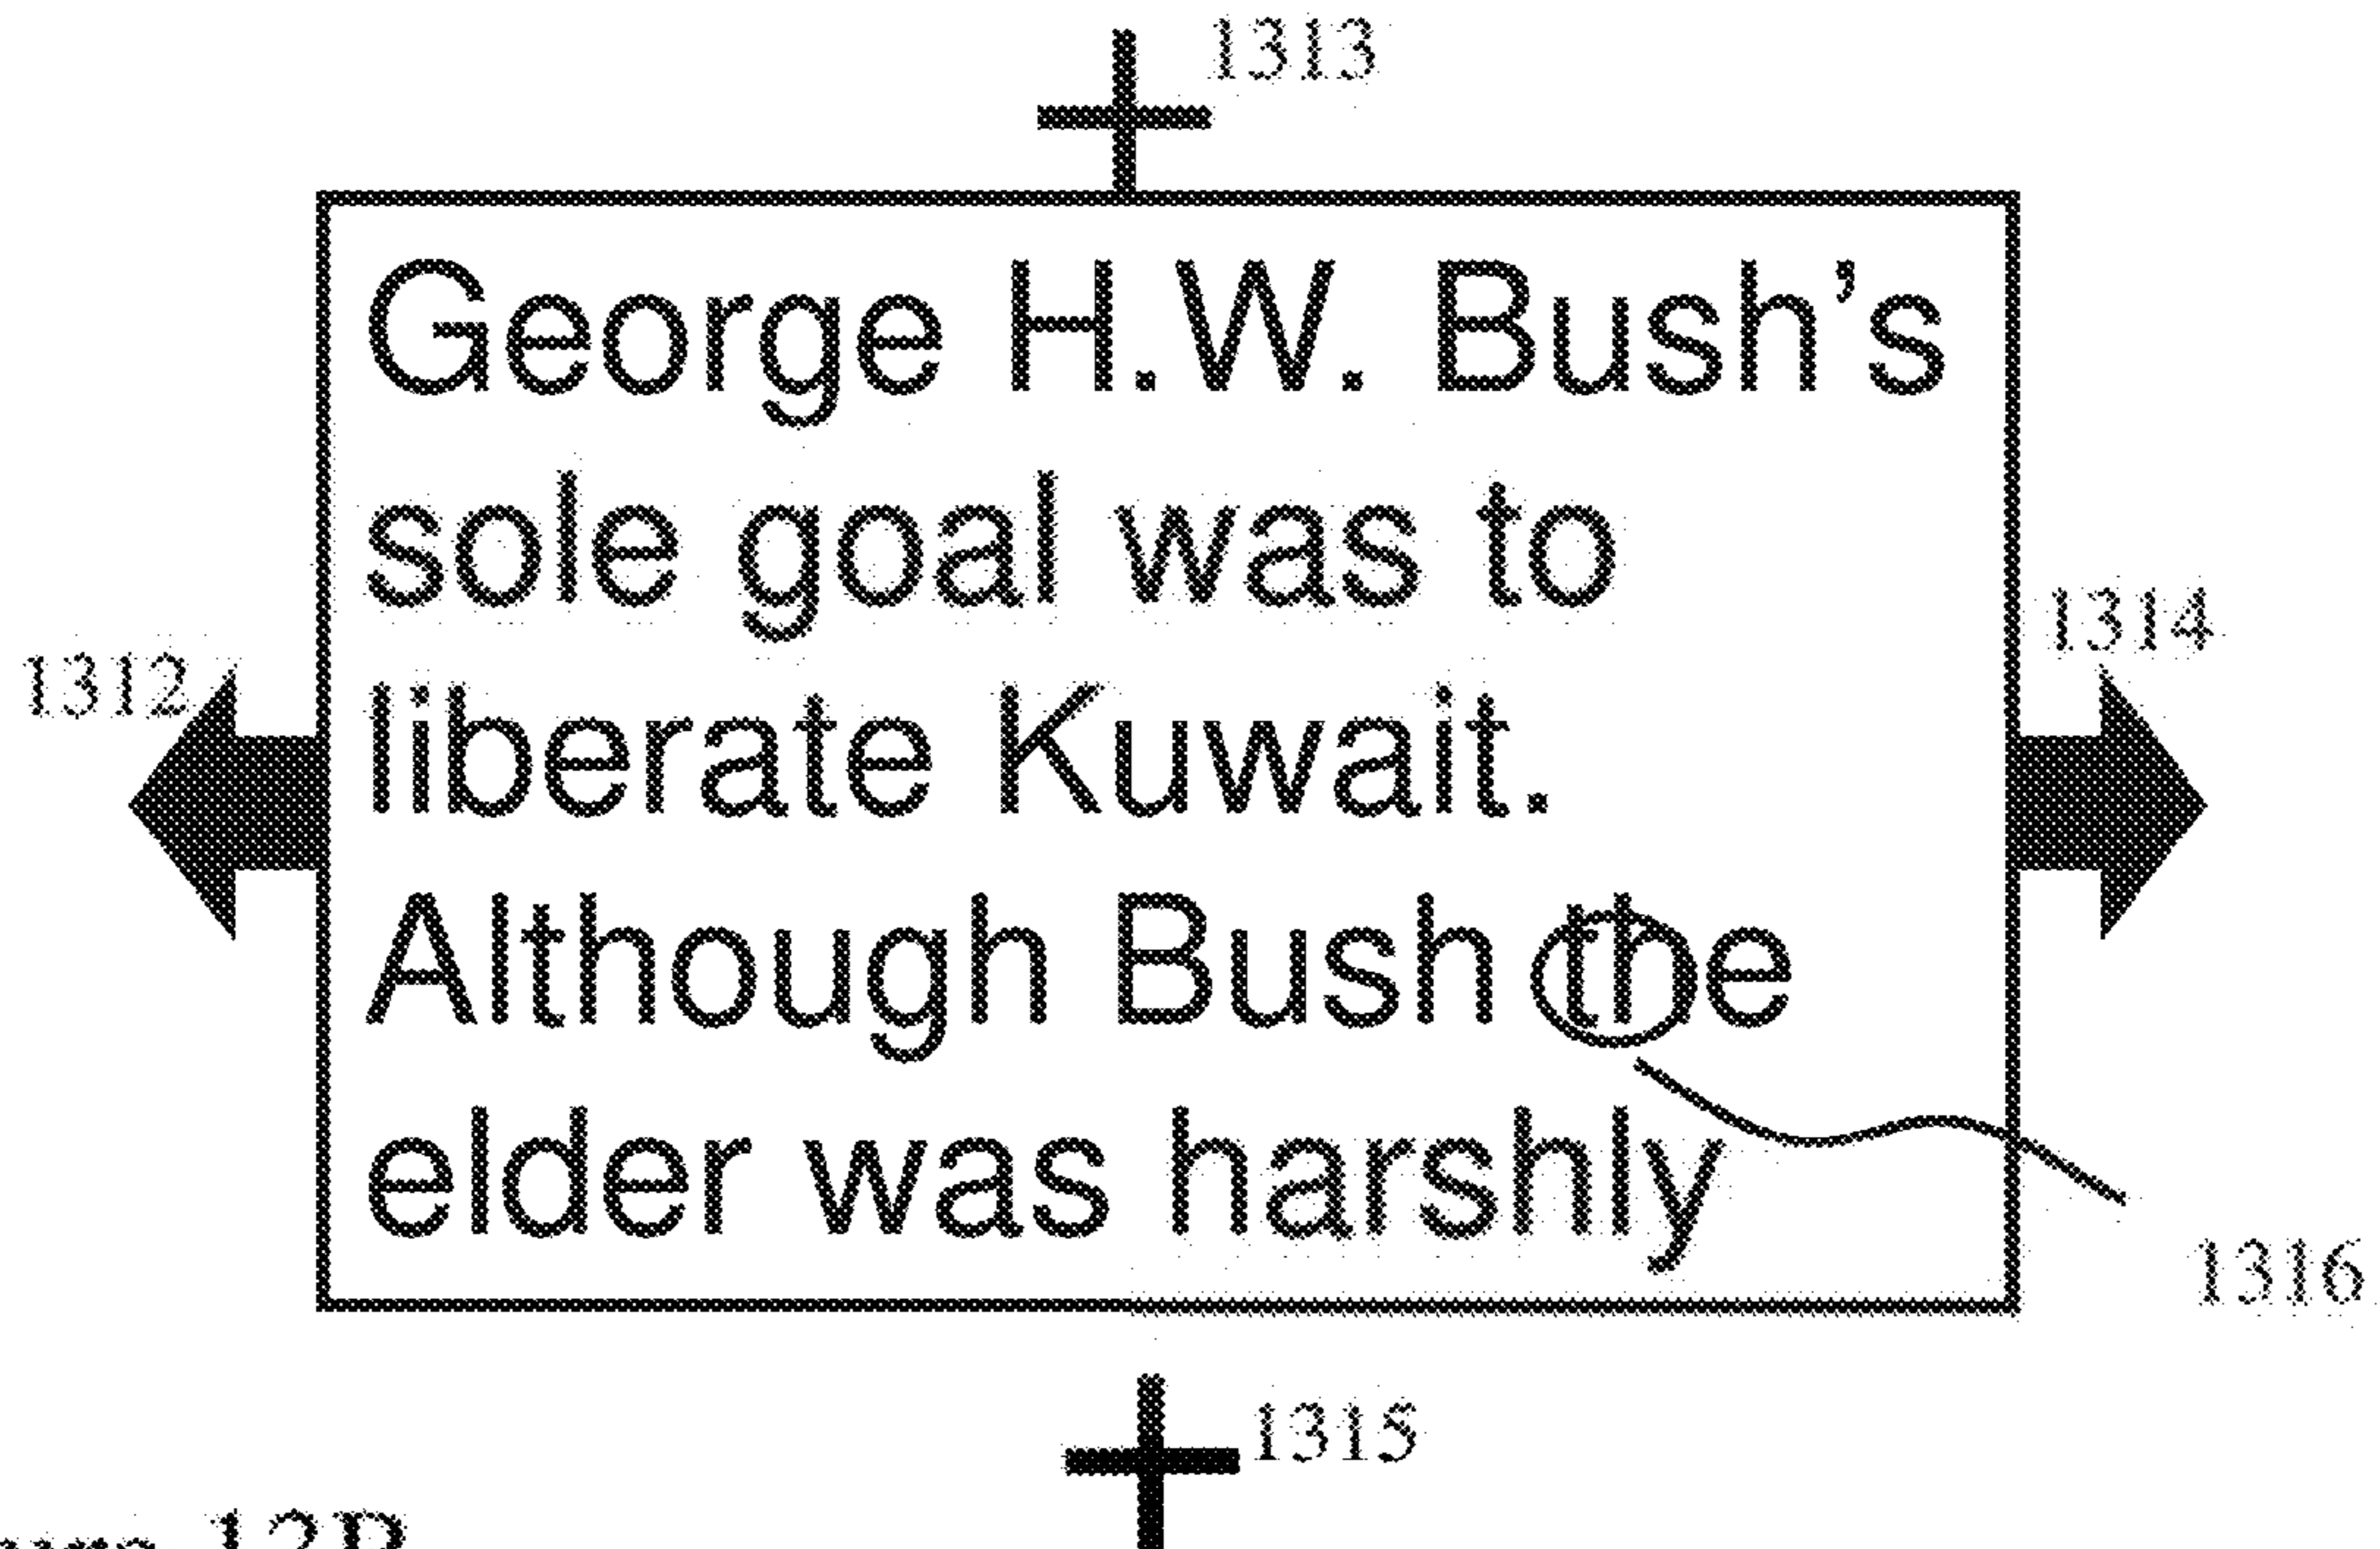 1313
George H.W. Bush's
sole goal was to
1314
1312
liberate Kuwait.
Although Bush the
elder was harshly
1316
1315